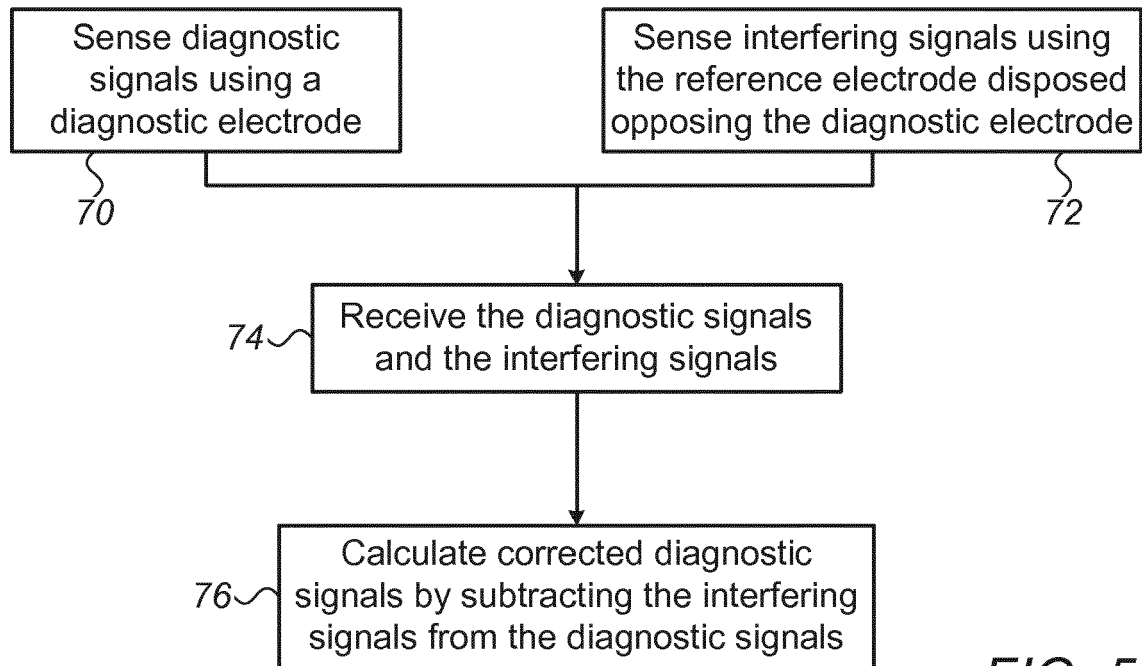 Sense diagnostic
signals using a
diagnostic electrode
70
Sense interfering signals using
the reference electrode disposed
opposing the diagnostic electrode
72
74
Receive the diagnostic signals
and the interfering signals
76
Calculate corrected diagnostic
signals by subtracting the interfering
signals from the diagnostic signals
FIG. 5